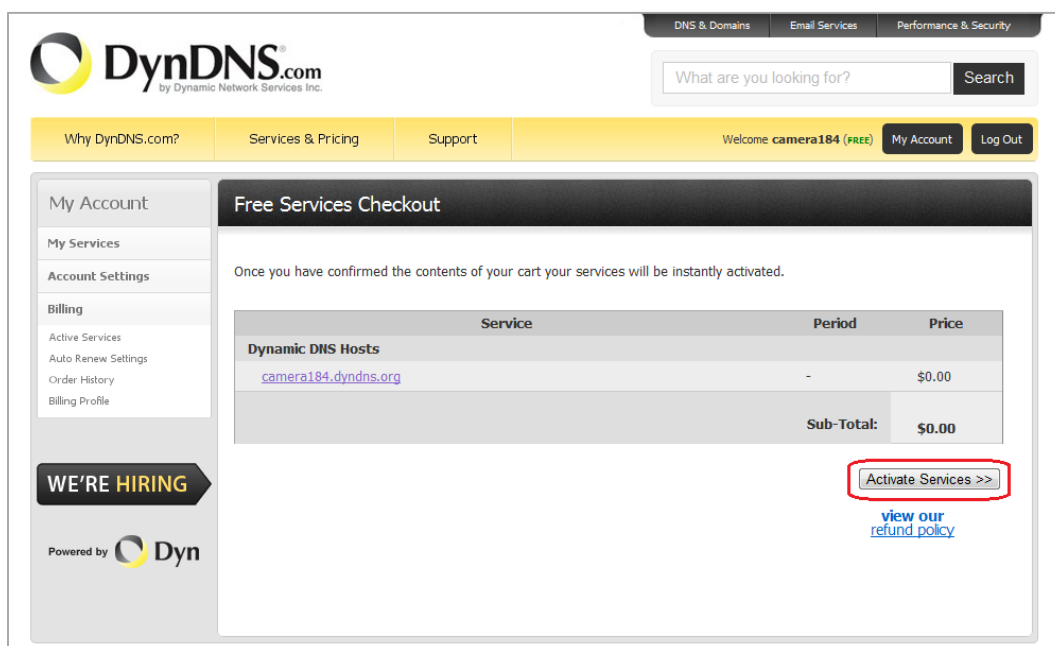 DNS & Domains Email Services Performance & Security
DynDNS®.com
by Dynamic Network Services Inc.
What are you looking for? Search
Why DynDNS.com? Services & Pricing Support Welcome camera184 (FREE) My Account Log Out
My Account
My Services
Account Settings
Billing
Active Services
Auto Renew Settings
Order History
Billing Profile
WE'RE HIRING
Powered by Dyn
Free Services Checkout
Once you have confirmed the contents of your cart your services will be instantly activated.
Service Period Price
Dynamic DNS Hosts
camera184.dyndns.org - $0.00
Sub-Total: $0.00
Activate Services >>
view our
refund policy